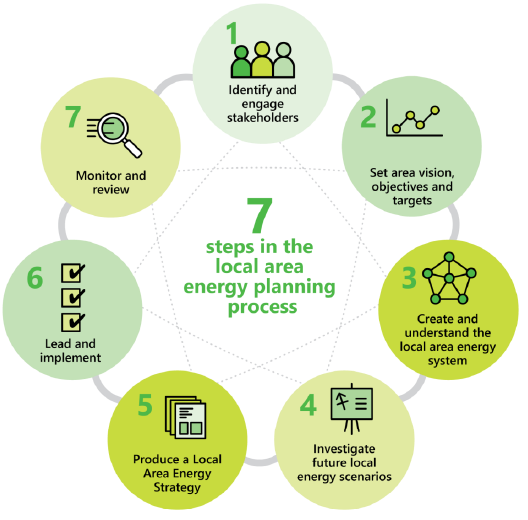 1
Identify and
engage
stakeholders
2
Set area vision,
objectives and
targets
3
Create and
understand the
local area energy
system
4
Investigate
future local
energy scenarios
5
Produce a Local
Area Energy
Strategy
6
Lead and
implement
7
Monitor and
review
7
steps in the
local area
energy planning
process